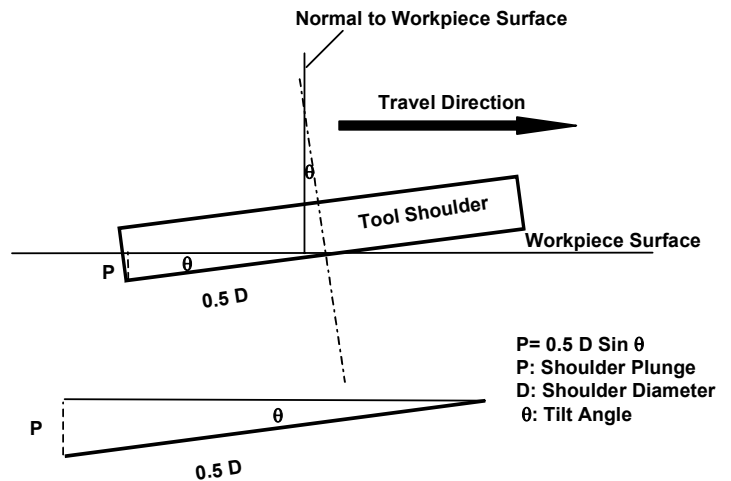 Normal to Workpiece Surface
Travel Direction
θ
Tool Shoulder
Workpiece Surface
P
θ
0.5 D
P= 0.5 D Sin θ
P: Shoulder Plunge
D: Shoulder Diameter
θ: Tilt Angle
P
θ
0.5 D